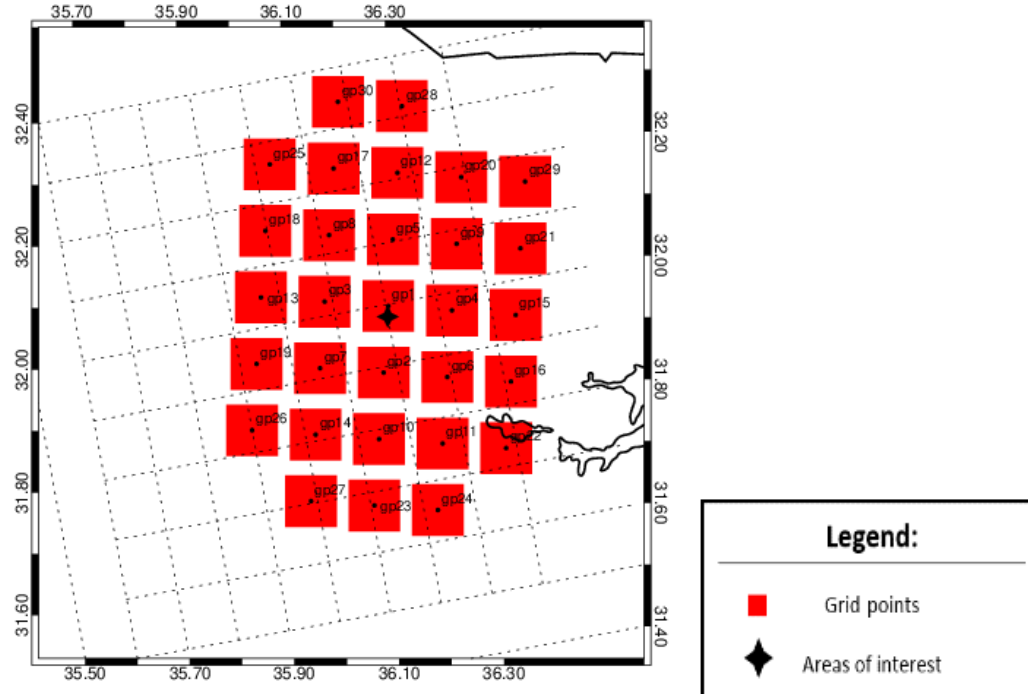 35.70 35.90 36.10 36.30
gp30 gp28
32.40 32.20
gp25 gp17 gp12 gp20 gp29
gp18 gp8 gp5 gp9 gp21
32.20 32.00
gp13 gp3 gp1 gp4 gp15
gp19 gp7 gp2 gp6 gp16
32.00 31.80
gp26 gp14 gp10 gp11 gp22
gp27 gp23 gp24
31.80 31.60
31.60 31.40
35.50 35.70 35.90 36.10 36.30
Legend:
Grid points
Areas of interest